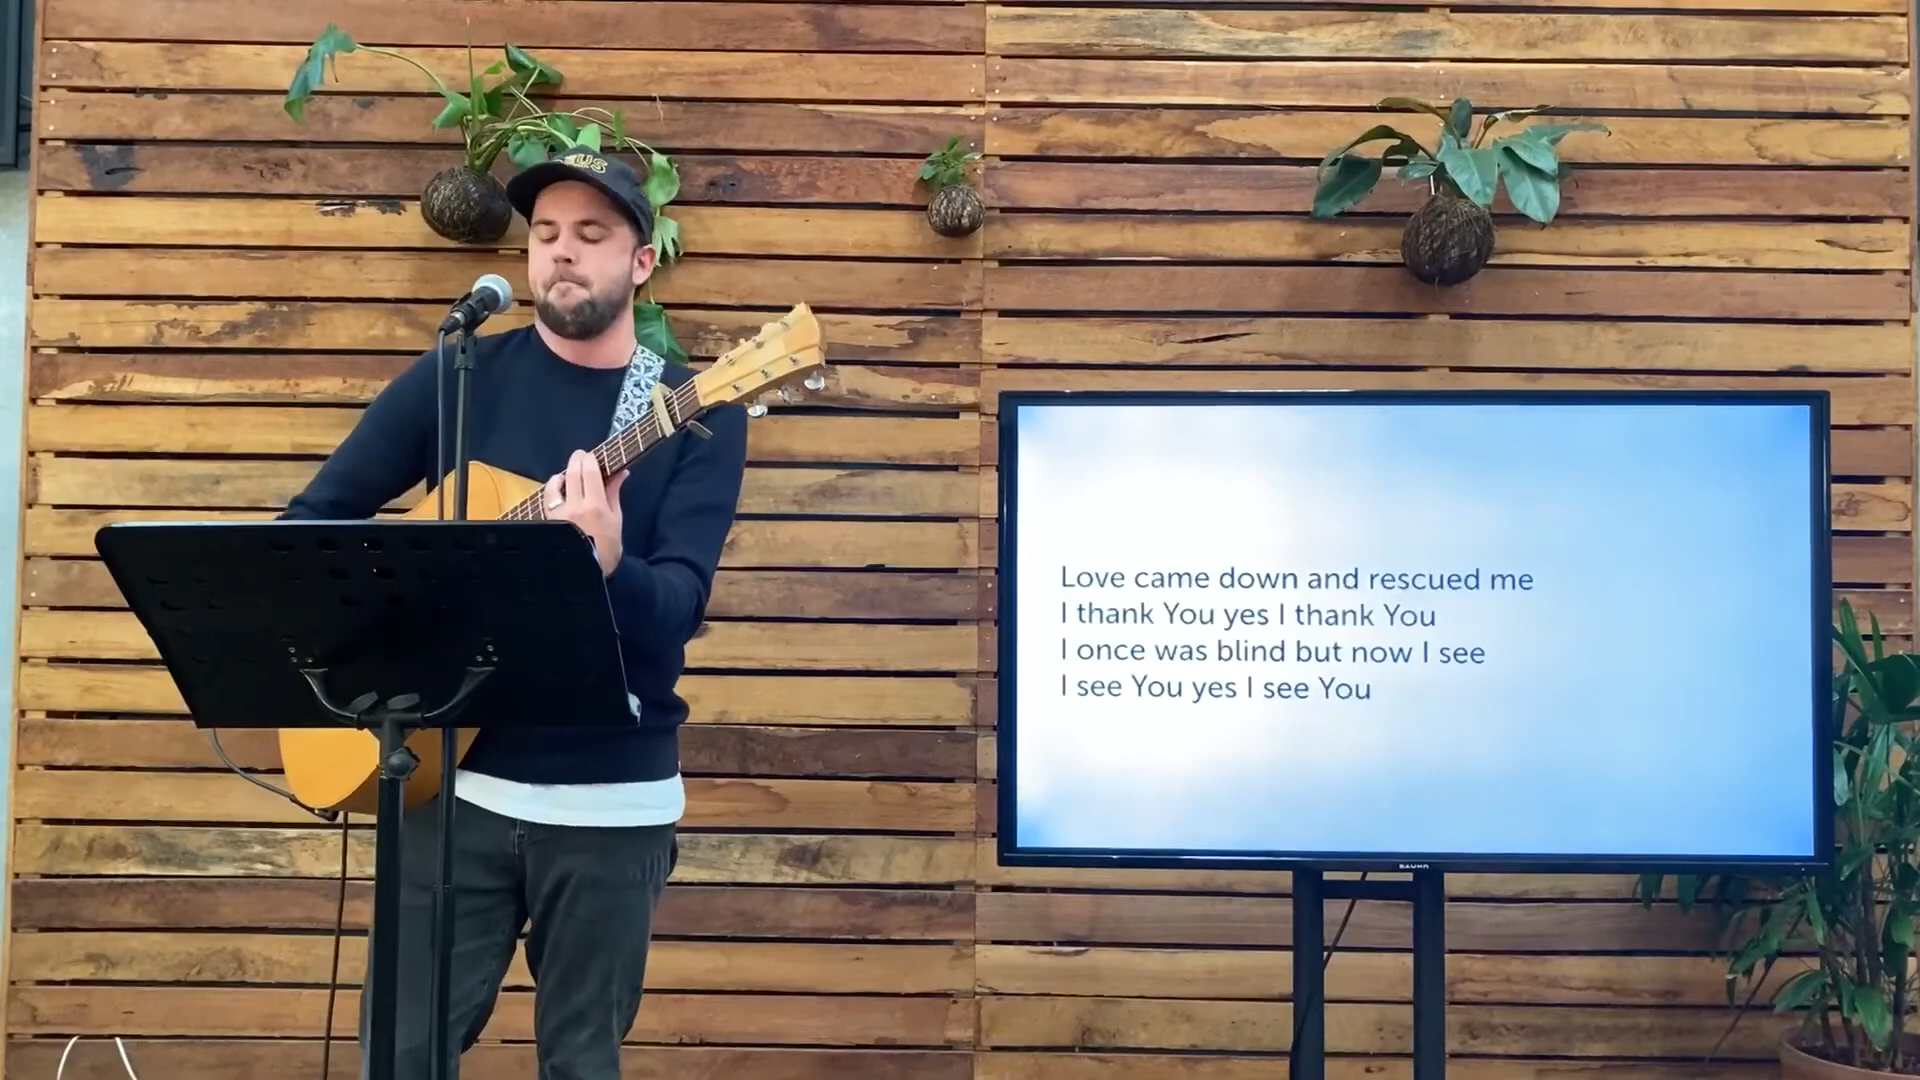 Love came down and rescued me
I thank You yes I thank You
I once was blind but now I see
I see You yes I see You